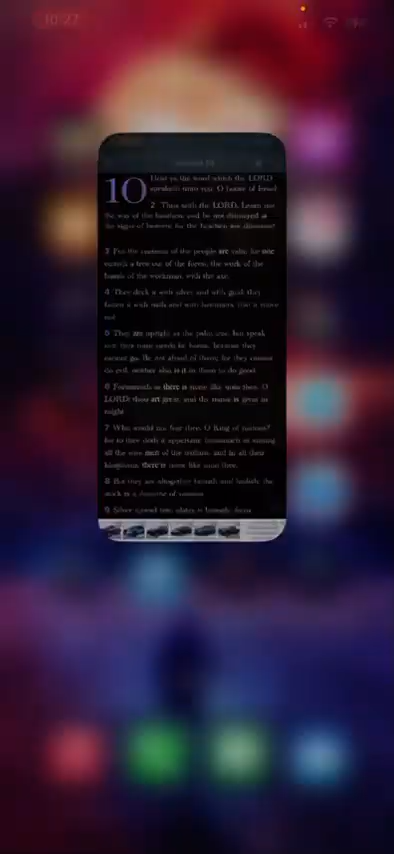 10:27
10
Hear ye the word which the LORD
speaketh unto you, O house of Israel
2 Thus saith the LORD, Learn not
the way of the heathen, and be not dismayed at
the signs of heaven; for the heathen are dismayed
3 For the customs of the people are vain: for one
cutteth a tree out of the forest, the work of the
hands of the workman, with the axe.
4 They deck it with silver and with gold; they
fasten it with nails and with hammers, that it move
not.
5 They are upright as the palm tree, but speak
not: they must needs be borne, because they
cannot go. Be not afraid of them; for they cannot
do evil, neither also is it in them to do good.
6 Forasmuch as there is none like unto thee, O
LORD; thou art great, and thy name is great in
might.
7 Who would not fear thee, O King of nations?
for to thee doth it appertain: forasmuch as among
all the wise men of the nations, and in all their
kingdoms, there is none like unto thee.
8 But they are altogether brutish and foolish: the
stock is a doctrine of vanities.
9 Silver spread into plates is brought from